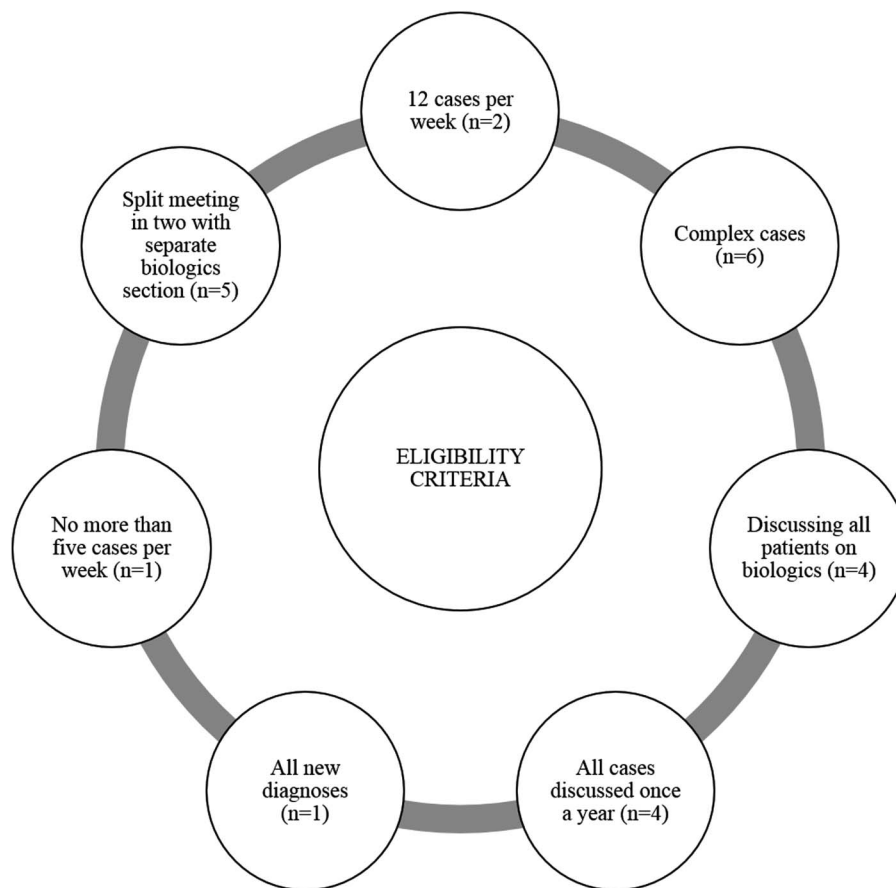 12 cases per
week (n=2)
Split meeting
in two with
separate
biologics
section (n=5)
Complex cases
(n=6)
ELIGIBILITY
CRITERIA
No more than
five cases per
week (n=1)
Discussing all
patients on
biologics (n=4)
All new
diagnoses
(n=1)
All cases
discussed once
a year (n=4)